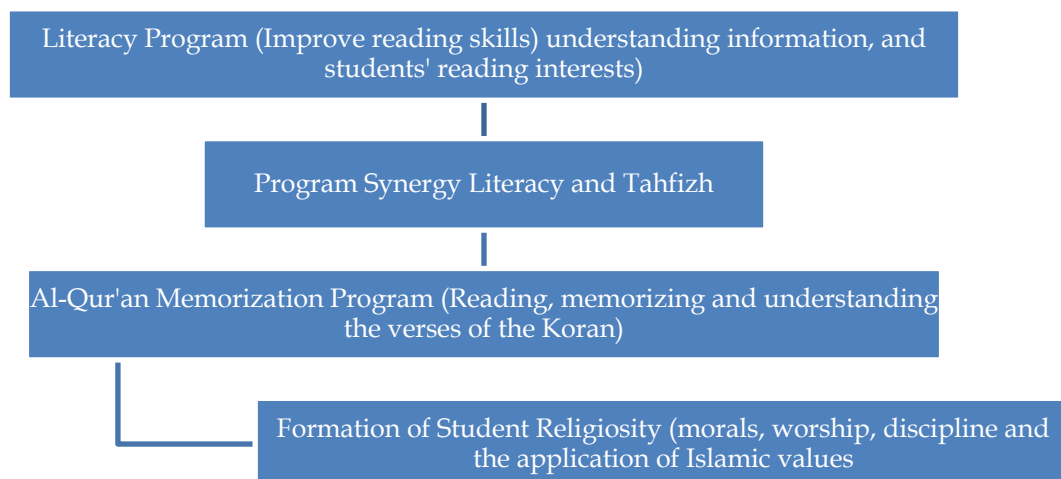 Literacy Program (Improve reading skills) understanding information, and
students' reading interests)
Program Synergy Literacy and Tahfizh
Al-Qur'an Memorization Program (Reading, memorizing and understanding
the verses of the Koran)
Formation of Student Religiosity (morals, worship, discipline and
the application of Islamic values